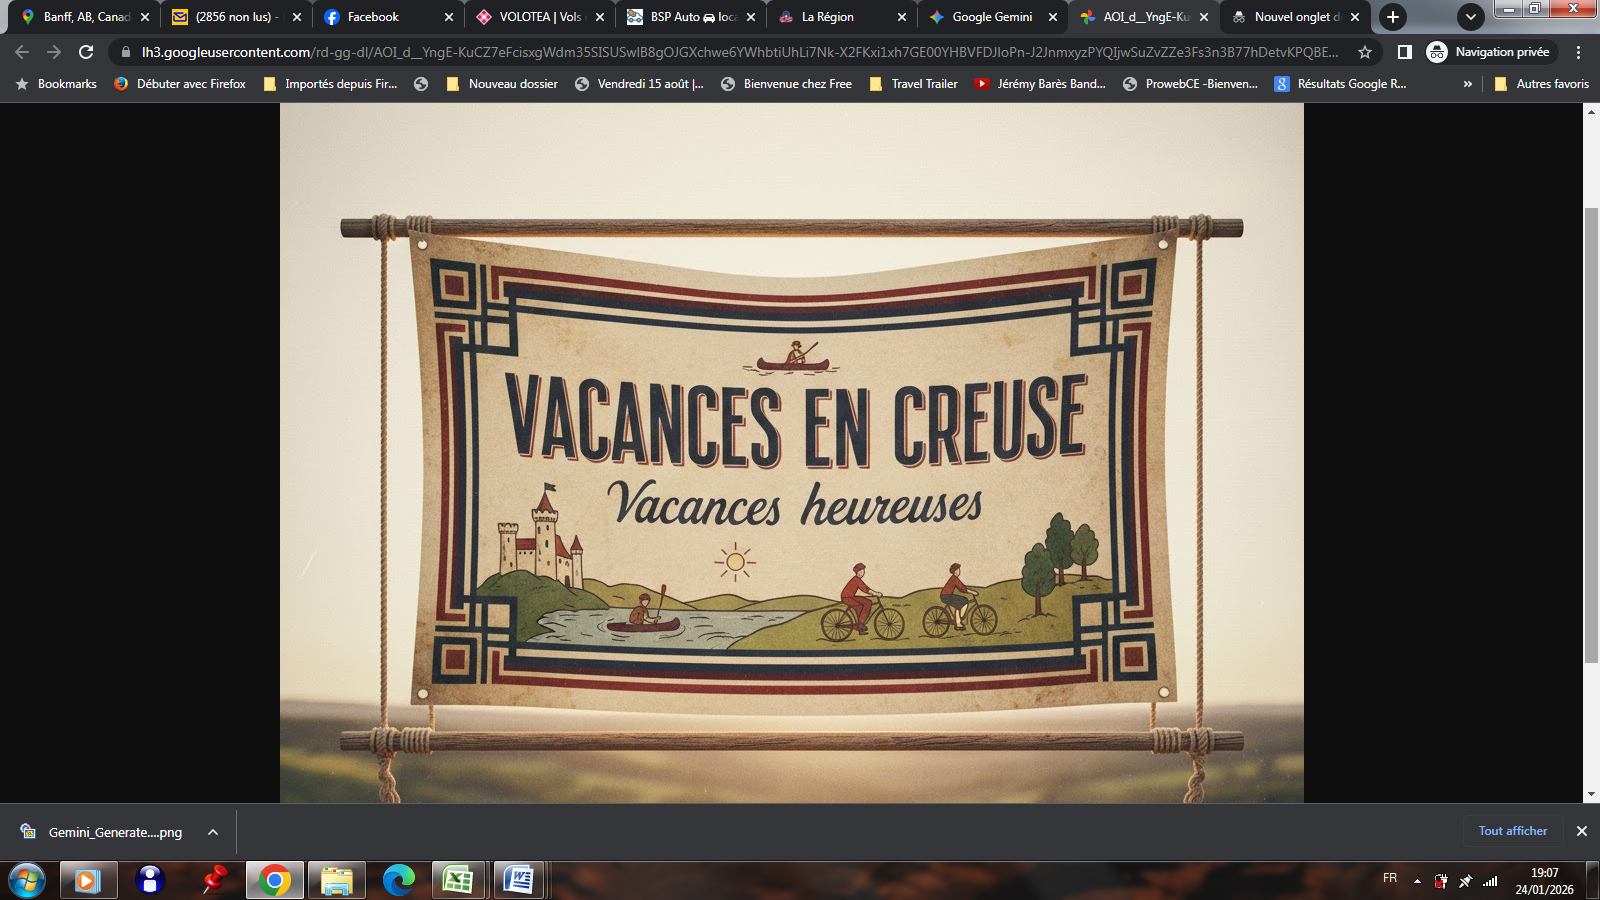 Banff, AB, Canad
(2856 non lus) -
Facebook
VOLOTEA | Vols
BSP Auto loc
La Région
Google Gemini
AOI_d__YngE-Ku
Nouvel onglet d
lh3.googleusercontent.com/rd-gg-dl/AOI_d__YngE-KuCZ7eFcisxgWdm35SISUSwlB8gOJGXchwe6YWhbtiUhLi7Nk-X2FKxi1xh7GE00YHBVFDJIoPn-J2JnmxyzPYQIjwSuZvZZe3Fs3n3B77hDetvKPQBE...
Navigation privée
Bookmarks
Débuter avec Firefox
Importés depuis Fir...
Nouveau dossier
Vendredi 15 août |...
Bienvenue chez Free
Travel Trailer
Jérémy Barès Band...
ProwebCE -Bienven...
Résultats Google R...
»
Autres favoris
VACANCES EN CREUSE
Vacances heureuses
Gemini_Generate....png
Tout afficher
FR
19:07
24/01/2026